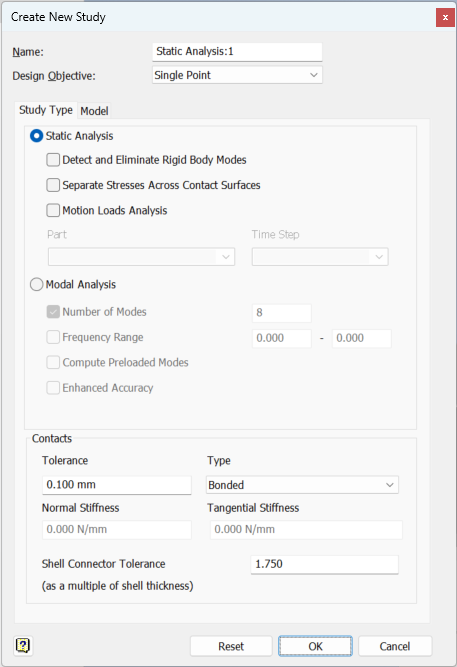 Create New Study
x
Name: Static Analysis:1
Design Objective: Single Point
Study Type Model
Static Analysis
Detect and Eliminate Rigid Body Modes
Separate Stresses Across Contact Surfaces
Motion Loads Analysis
Part Time Step
Modal Analysis
Number of Modes 8
Frequency Range 0.000 - 0.000
Compute Preloaded Modes
Enhanced Accuracy
Contacts
Tolerance Type
0.100 mm Bonded
Normal Stiffness Tangential Stiffness
0.000 N/mm 0.000 N/mm
Shell Connector Tolerance 1.750
(as a multiple of shell thickness)
? Reset OK Cancel